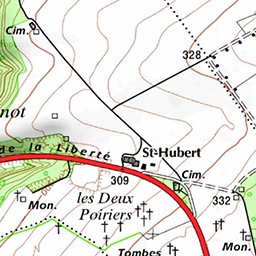 Cim.
328
not
de la Liberté
St-Hubert
309
Cim.
les Deux
Poiriers
332
Mon.
Mon.
Tombes